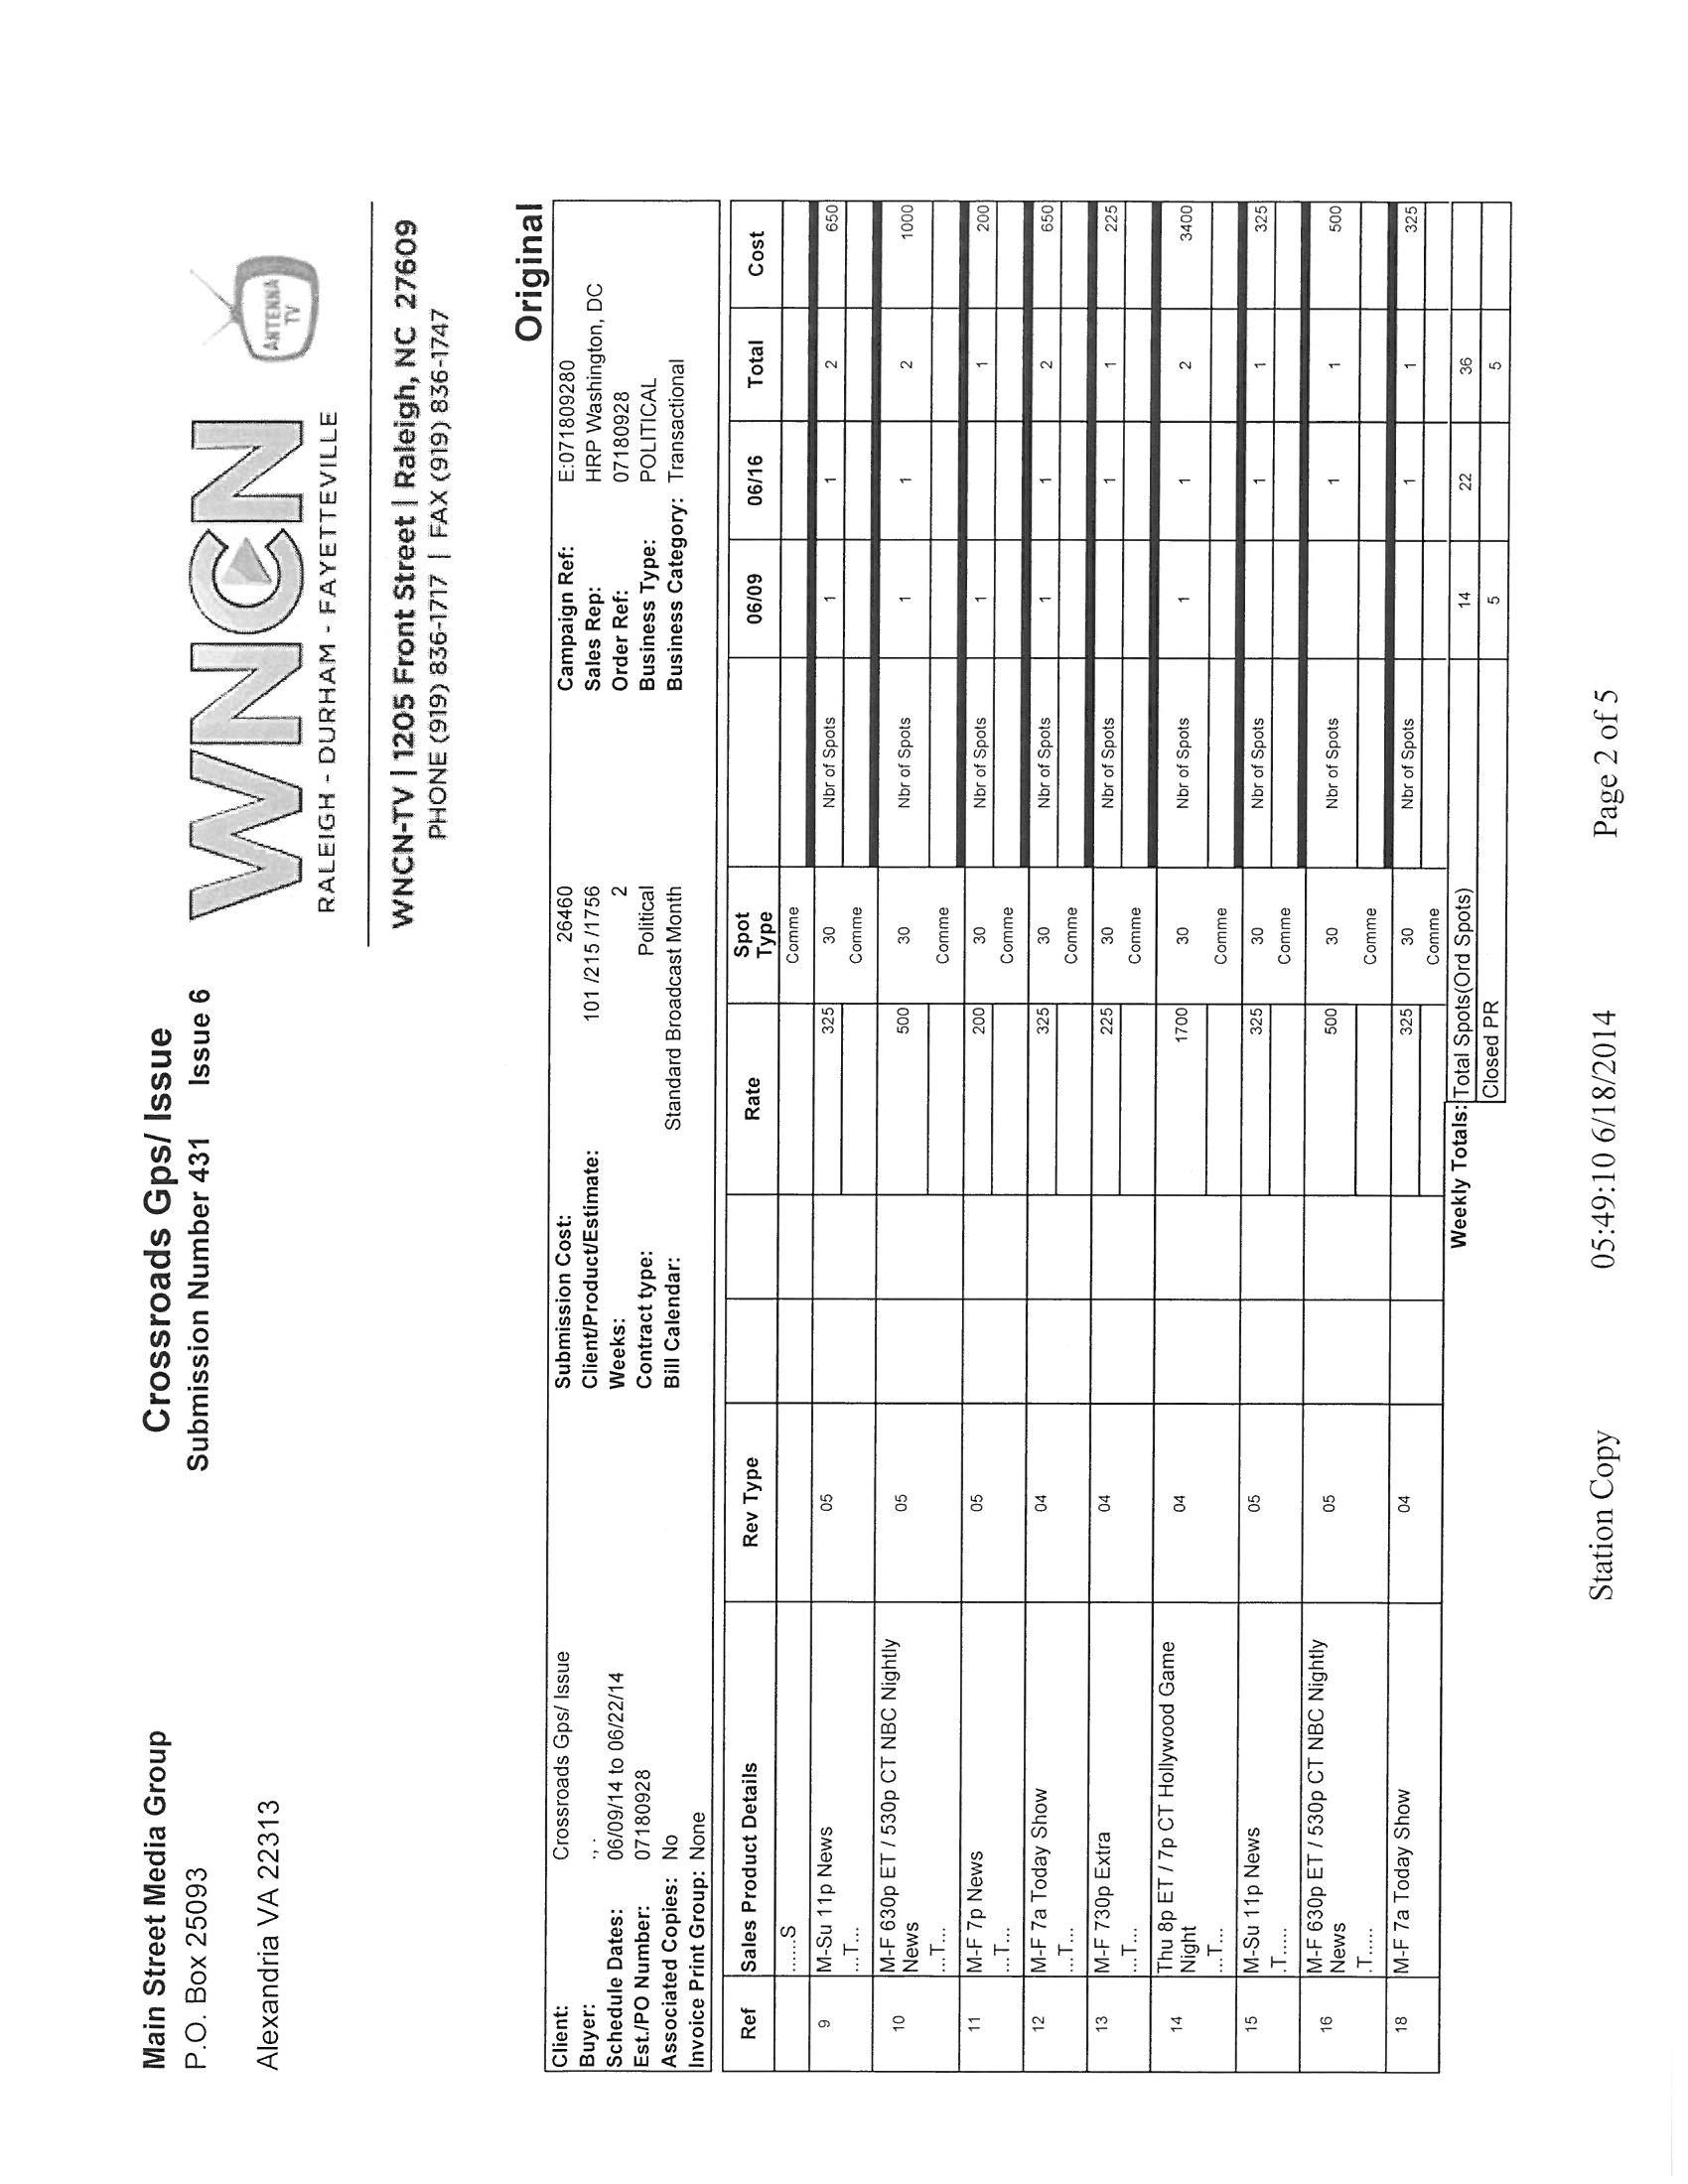 Main Street Media Group
P.O. Box 25093
Alexandria VA 22313
Crossroads Gps/ Issue
Submission Number 431 Issue 6
WNCN
ANTENNA
TV
RALEIGH - DURHAM - FAYETTEVILLE
WNCN-TV | 1205 Front Street | Raleigh, NC 27609
PHONE (919) 836-1717 | FAX (919) 836-1747
Original
Client: Crossroads Gps/ Issue Submission Cost: 26460 Campaign Ref: E:071809280
Buyer: ,, . Client/Product/Estimate: 101 /215 /1756 Sales Rep: HRP Washington, DC
Schedule Dates: 06/09/14 to 06/22/14 Weeks: 2 Order Ref: 07180928
Est./PO Number: 07180928 Contract type: Political Business Type: POLITICAL
Associated Copies: No Bill Calendar: Standard Broadcast Month Business Category: Transactional
Invoice Print Group: None
Ref Sales Product Details Rev Type Rate Spot Type 06/09 06/16 Total Cost
......S Comme
9 M-Su 11p News 05 325 30 Nbr of Spots 1 1 2 650
...T... Comme
10 M-F 630p ET / 530p CT NBC Nightly 05 500 30 Nbr of Spots 1 1 2 1000
News
...T... Comme
11 M-F 7p News 05 200 30 Nbr of Spots 1 1 200
...T... Comme
12 M-F 7a Today Show 04 325 30 Nbr of Spots 1 1 2 650
...T... Comme
13 M-F 730p Extra 04 225 30 Nbr of Spots 1 1 225
...T... Comme
14 Thu 8p ET / 7p CT Hollywood Game 04 1700 30 Nbr of Spots 1 1 2 3400
Night
...T... Comme
15 M-Su 11p News 05 325 30 Nbr of Spots 1 1 325
.T..... Comme
16 M-F 630p ET / 530p CT NBC Nightly 05 500 30 Nbr of Spots 1 1 500
News
.T..... Comme
18 M-F 7a Today Show 04 325 30 Nbr of Spots 1 1 325
Comme
Weekly Totals: Total Spots(Ord Spots) 14 22 36
Closed PR 5 5
Station Copy 05:49:10 6/18/2014 Page 2 of 5